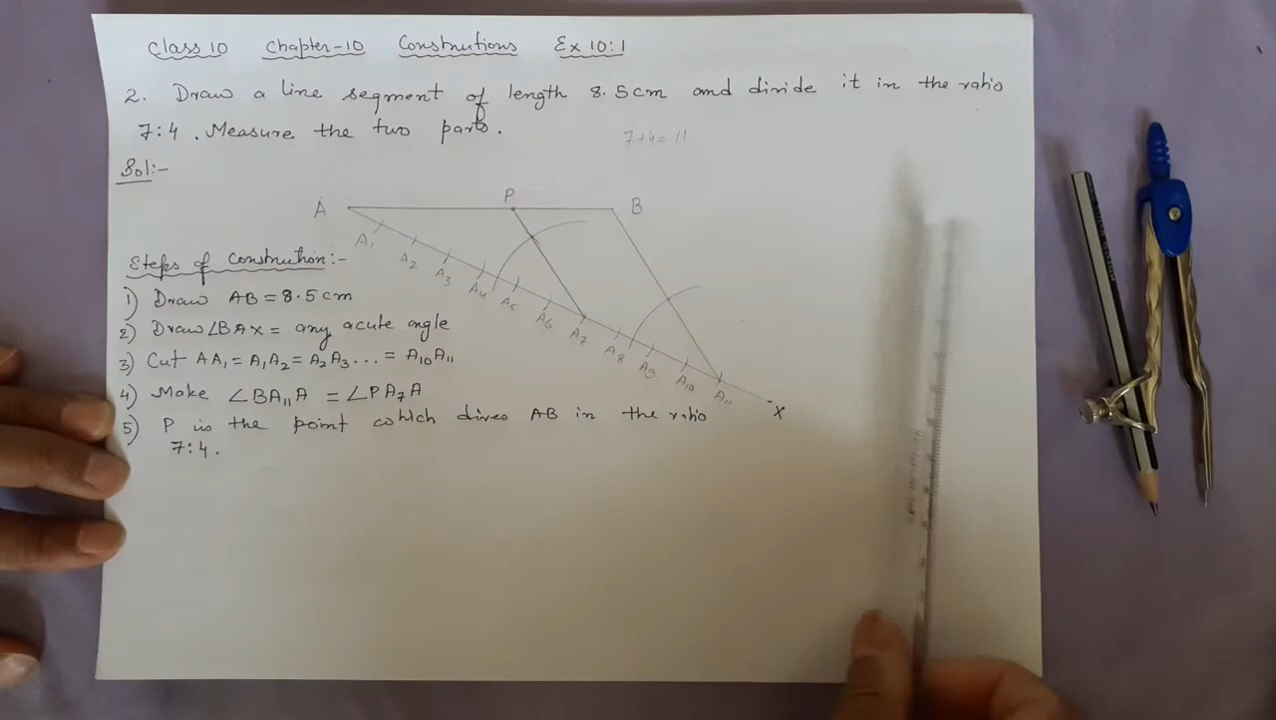 Class 10 Chapter-10 Constructions Ex 10:1
2. Draw a line segment of length 8.5cm and divide it in the ratio
7:4. Measure the two parts.
7+4= 11
Sol:-
A P B
A1 A2 A3 A4 A5 A6 A7 A8 A9 A10 A11 X
Steps of Construction:-
1) Draw AB = 8.5 cm
2) Draw ∠BAX = any acute angle
3) Cut AA1 = A1A2 = A2A3... = A10A11
4) Make ∠BA11A = ∠PA7A
5) P is the point which dives AB in the ratio
7:4.